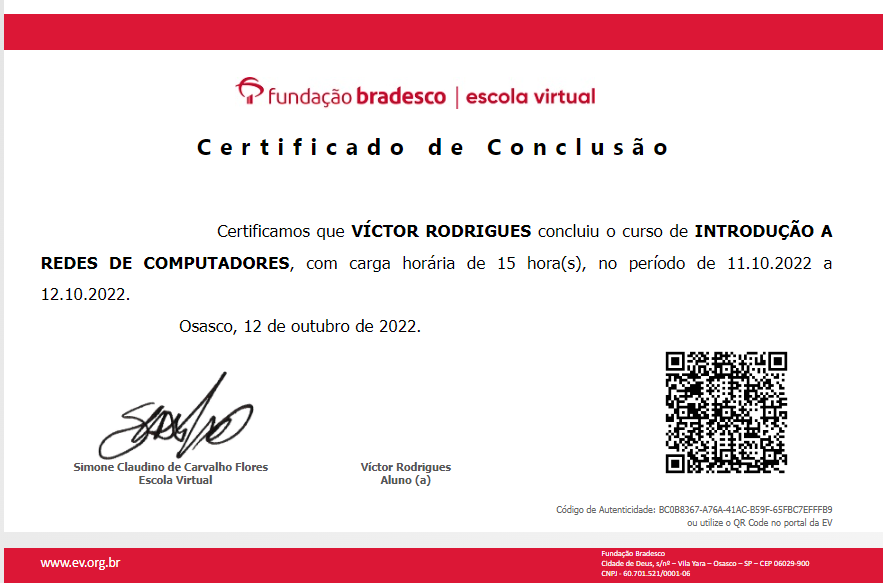 fundação bradesco | escola virtual
Certificado de Conclusão
Certificamos que VÍCTOR RODRIGUES concluiu o curso de INTRODUÇÃO A
REDES DE COMPUTADORES, com carga horária de 15 hora(s), no período de 11.10.2022 a
12.10.2022.
Osasco, 12 de outubro de 2022.
Simone Claudino de Carvalho Flores
Escola Virtual
Víctor Rodrigues
Aluno (a)
Código de Autenticidade: BC0B8367-A76A-41AC-B59F-65FBC7EFFFB9
ou utilize o QR Code no portal da EV
www.ev.org.br
Fundação Bradesco
Cidade de Deus, s/nº – Vila Yara – Osasco – SP – CEP 06029-900
CNPJ - 60.701.521/0001-06